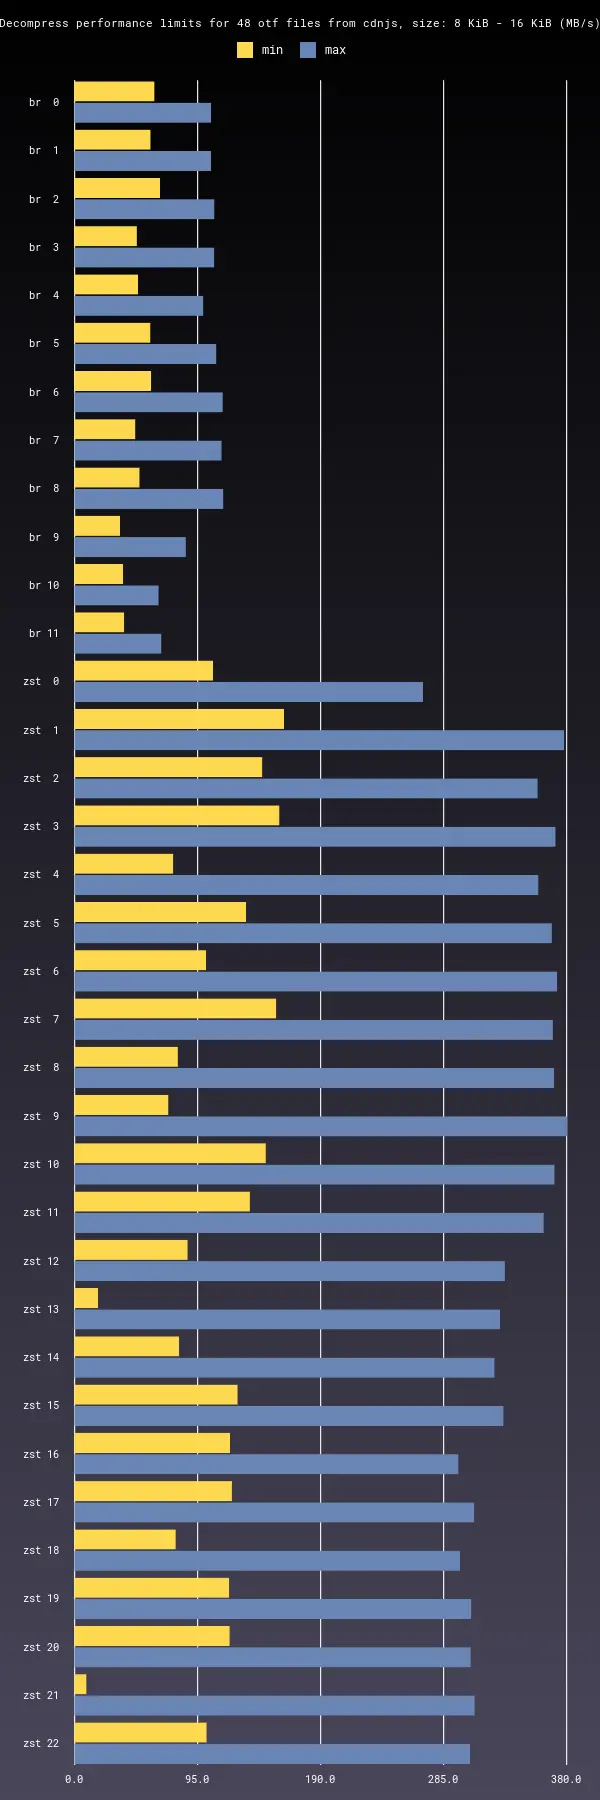 Decompress performance limits for 48 otf files from cdnjs, size: 8 KiB - 16 KiB (MB/s)
min max
br 0
br 1
br 2
br 3
br 4
br 5
br 6
br 7
br 8
br 9
br 10
br 11
zst 0
zst 1
zst 2
zst 3
zst 4
zst 5
zst 6
zst 7
zst 8
zst 9
zst 10
zst 11
zst 12
zst 13
zst 14
zst 15
zst 16
zst 17
zst 18
zst 19
zst 20
zst 21
zst 22
0.0 95.0 190.0 285.0 380.0